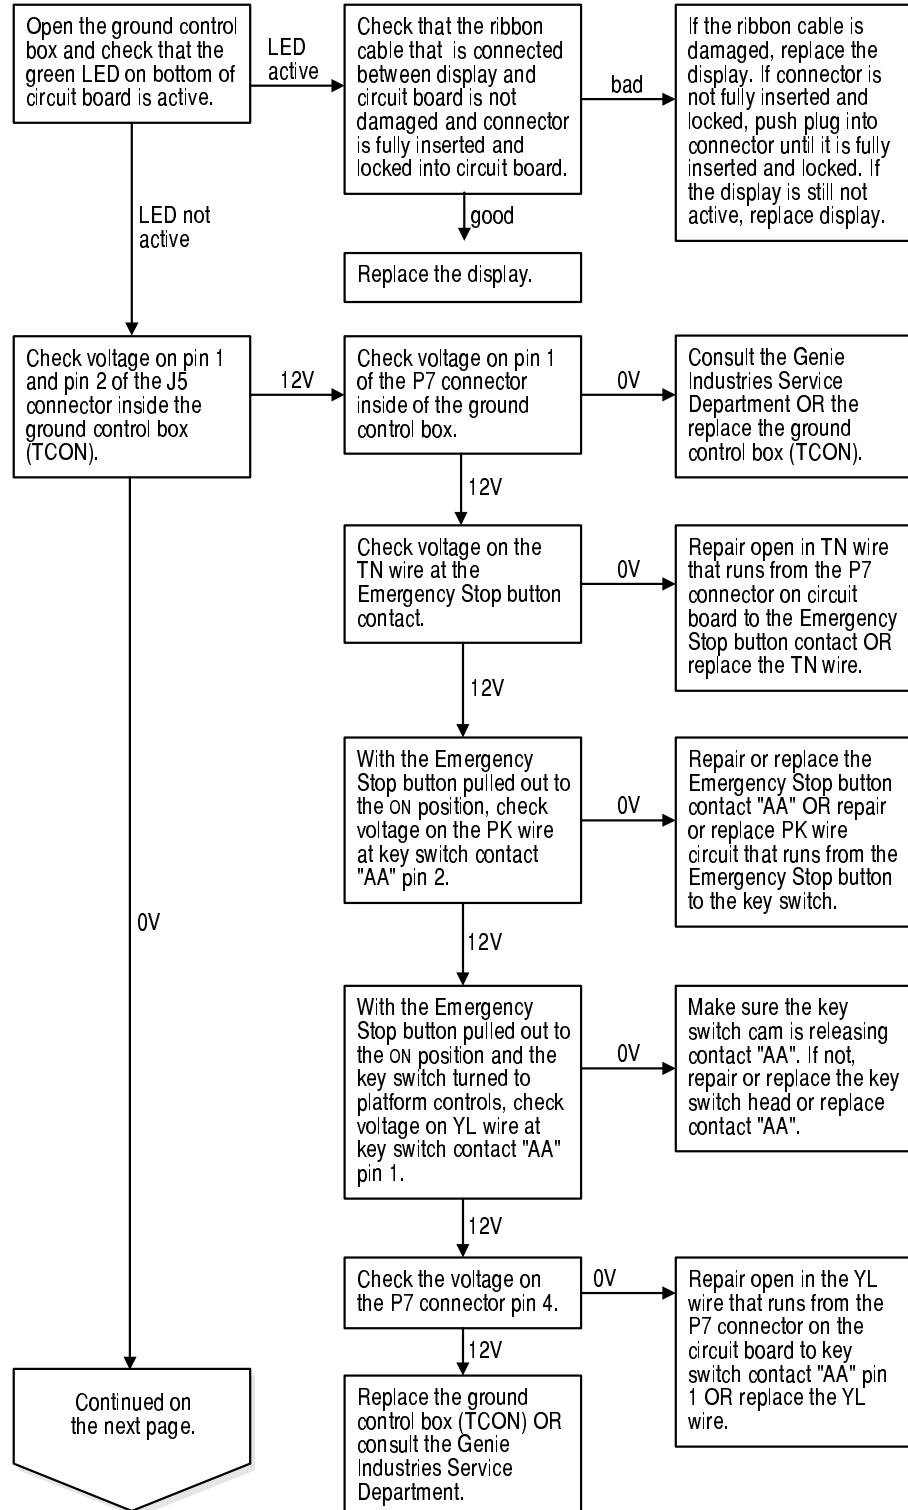 Open the ground control
box and check that the
green LED on bottom of
circuit board is active.
LED
active
Check that the ribbon
cable that is connected
between display and
circuit board is not
damaged and connector
is fully inserted and
locked into circuit board.
bad
If the ribbon cable is
damaged, replace the
display. If connector is
not fully inserted and
locked, push plug into
connector until it is fully
inserted and locked. If
the display is still not
active, replace display.
LED not
active
good
Replace the display.
Check voltage on pin 1
and pin 2 of the J5
connector inside the
ground control box
(TCON).
12V
Check voltage on pin 1
of the P7 connector
inside of the ground
control box.
0V
Consult the Genie
Industries Service
Department OR the
replace the ground
control box (TCON).
12V
Check voltage on the
TN wire at the
Emergency Stop button
contact.
0V
Repair open in TN wire
that runs from the P7
connector on circuit
board to the Emergency
Stop button contact OR
replace the TN wire.
12V
With the Emergency
Stop button pulled out to
the ON position, check
voltage on the PK wire
at key switch contact
"AA" pin 2.
0V
Repair or replace the
Emergency Stop button
contact "AA" OR repair
or replace PK wire
circuit that runs from the
Emergency Stop button
to the key switch.
0V
12V
With the Emergency
Stop button pulled out to
the ON position and the
key switch turned to
platform controls, check
voltage on YL wire at
key switch contact "AA"
pin 1.
0V
Make sure the key
switch cam is releasing
contact "AA". If not,
repair or replace the key
switch head or replace
contact "AA".
12V
Check the voltage on
the P7 connector pin 4.
0V
Repair open in the YL
wire that runs from the
P7 connector on the
circuit board to key
switch contact "AA" pin
1 OR replace the YL
wire.
12V
Continued on
the next page.
Replace the ground
control box (TCON) OR
consult the Genie
Industries Service
Department.